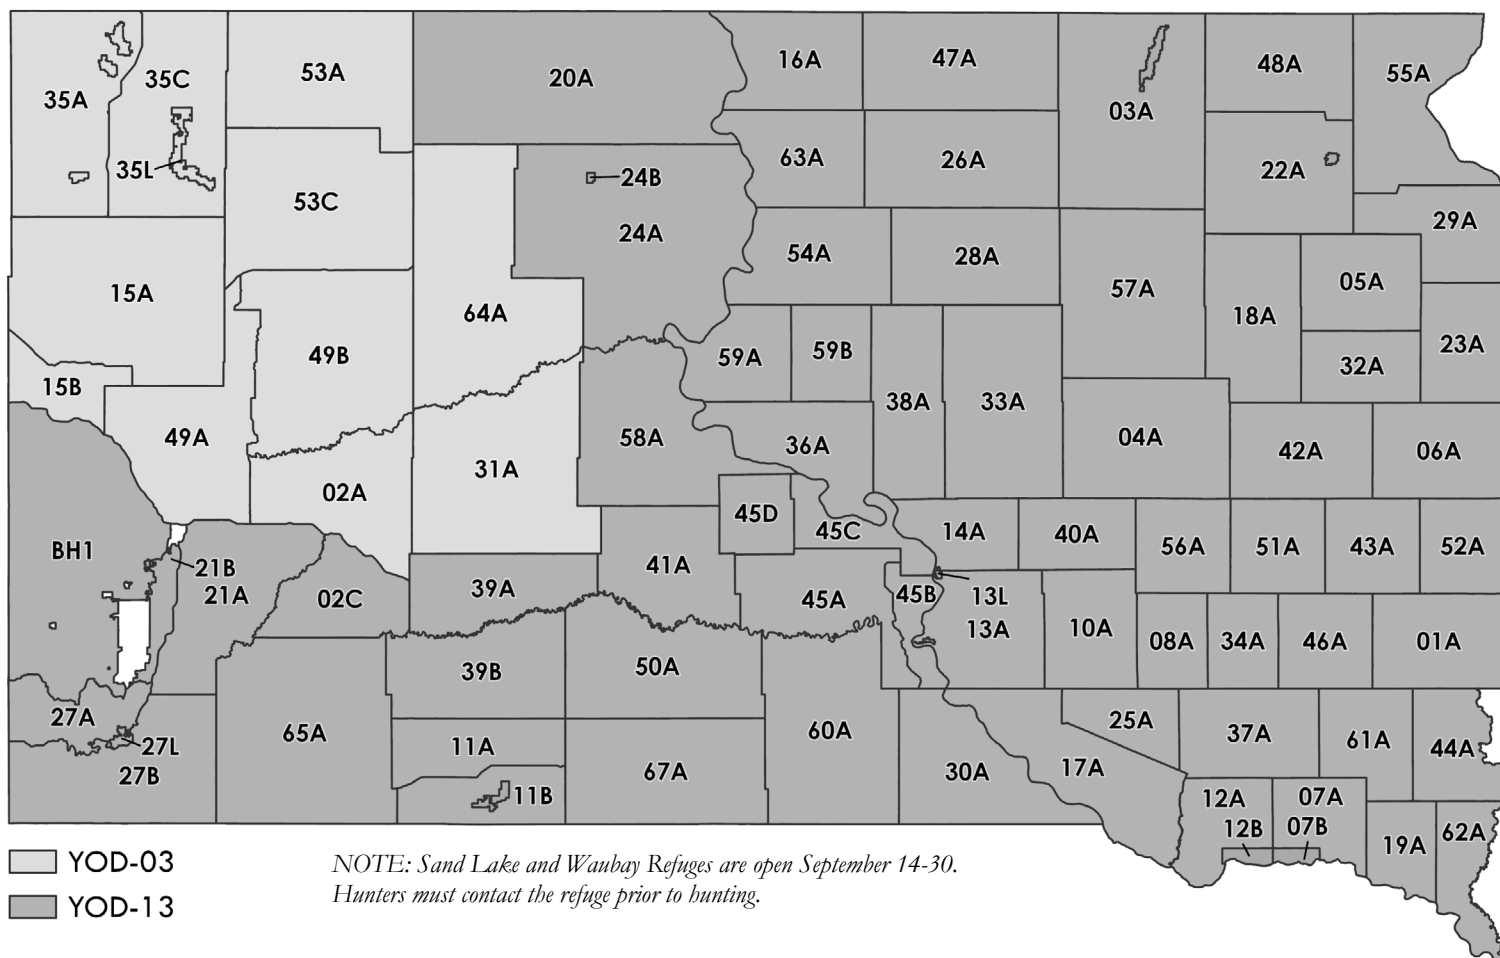 16A
47A
48A
55A
35A
35C
53A
20A
03A
63A
26A
22A
35L
24B
53C
24A
29A
54A
28A
15A
64A
57A
05A
18A
49B
59A
59B
23A
15B
32A
38A
33A
49A
58A
36A
04A
42A
06A
31A
02A
45D
45C
14A
40A
56A
51A
43A
52A
BH1
21B
21A
02C
39A
41A
45A
45B
13L
13A
10A
08A
34A
46A
01A
39B
50A
27A
65A
11A
60A
25A
37A
61A
44A
27L
27B
11B
67A
30A
17A
12A
07A
12B
07B
19A
62A
YOD-03
YOD-13
NOTE: Sand Lake and Waubay Refuges are open September 14-30.
Hunters must contact the refuge prior to hunting.